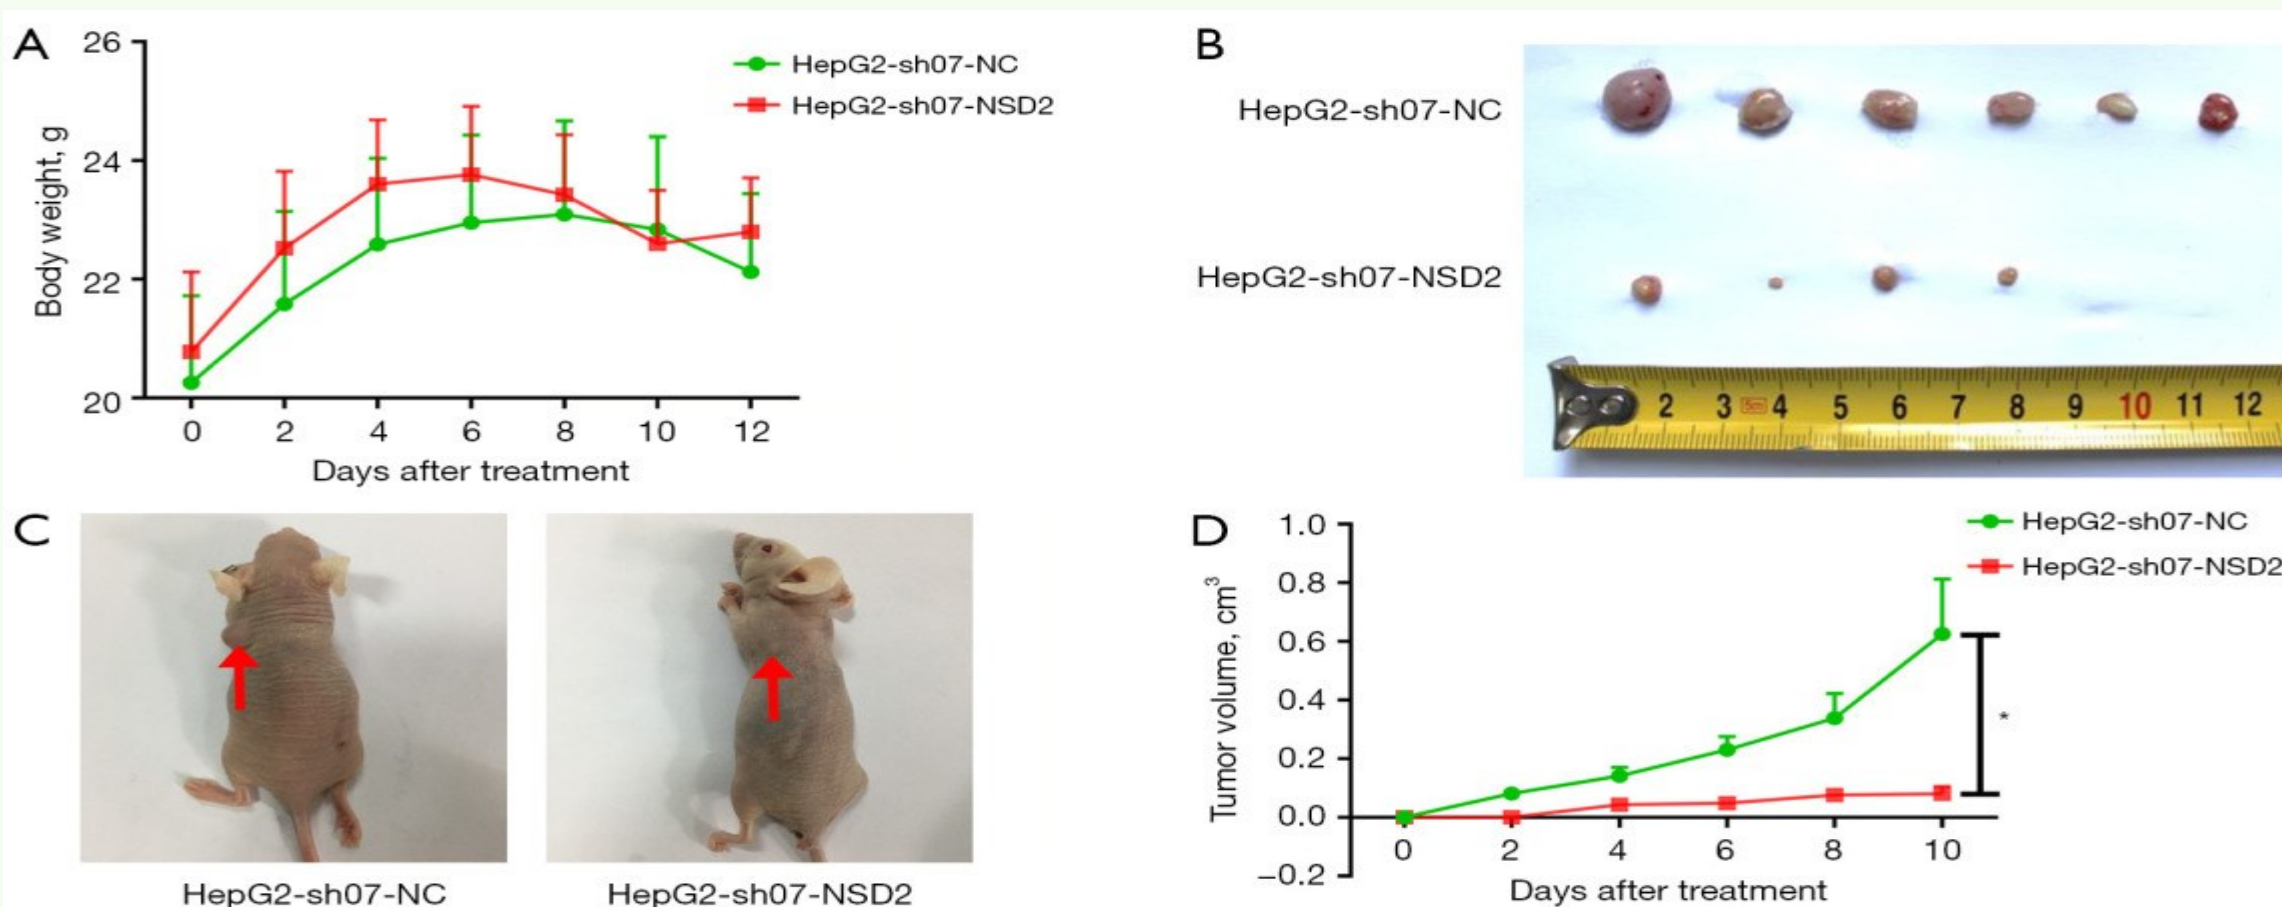 A
26
24
22
20
Body weight, g
0 2 4 6 8 10 12
Days after treatment
HepG2-sh07-NC
HepG2-sh07-NSD2
B
HepG2-sh07-NC
HepG2-sh07-NSD2
2 3 5m 4 5 6 7 8 9 10 11 12
C
HepG2-sh07-NC
HepG2-sh07-NSD2
D
1.0
0.8
0.6
0.4
0.2
0.0
−0.2
Tumor volume, cm³
0 2 4 6 8 10
Days after treatment
HepG2-sh07-NC
HepG2-sh07-NSD2
*